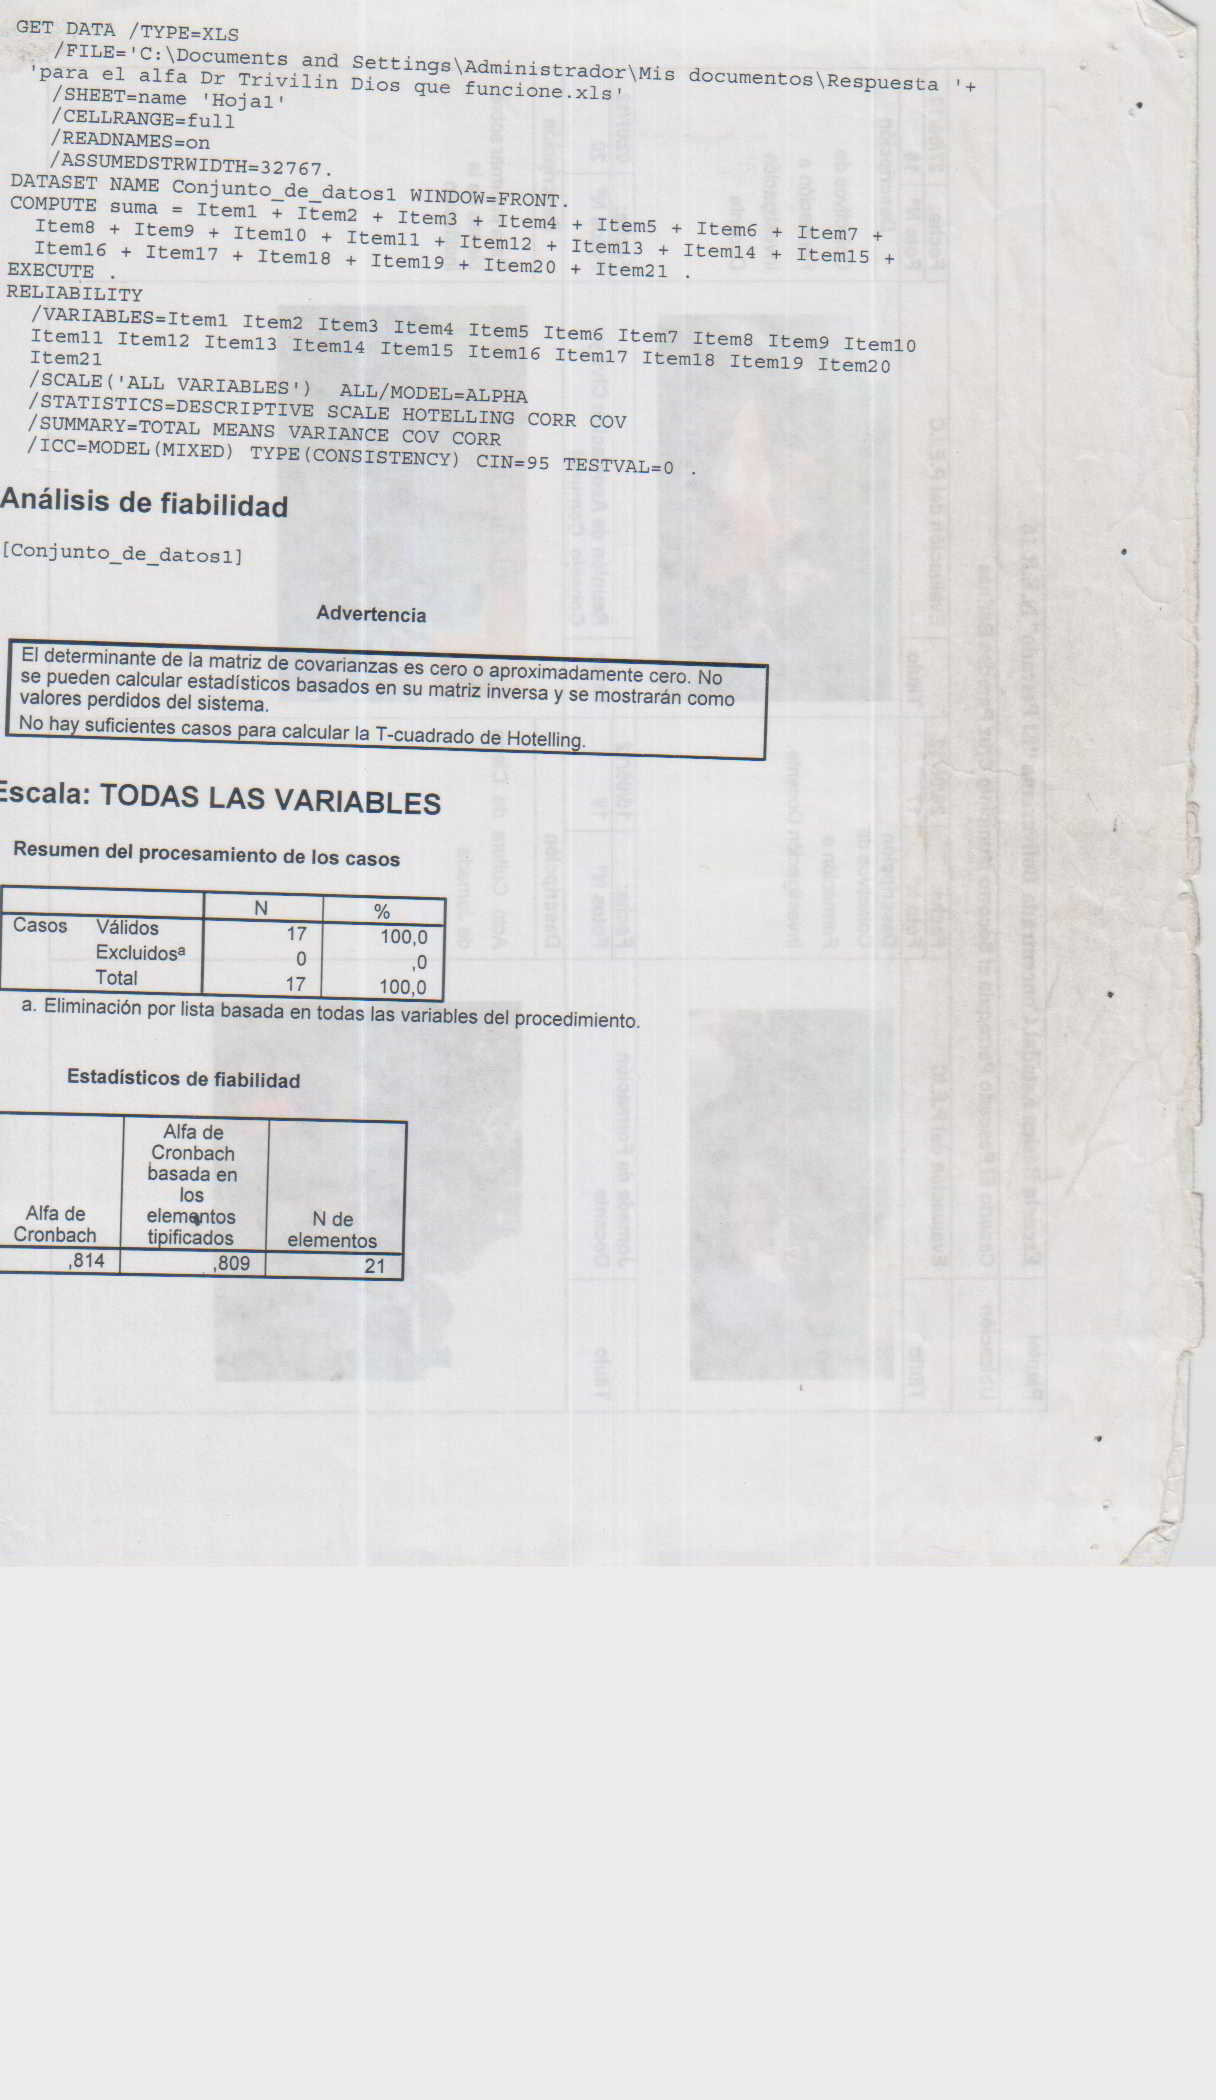 GET DATA /TYPE=XLS
/FILE='C:\Documents and Settings\Administrador\Mis documentos\Respuesta '+
'para el alfa Dr Trivilin Dios que funcione.xls'
/SHEET=name 'Hoja1'
/CELLRANGE=full
/READNAMES=on
/ASSUMEDSTRWIDTH=32767.
DATASET NAME Conjunto_de_datos1 WINDOW=FRONT.
COMPUTE suma = Item1 + Item2 + Item3 + Item4 + Item5 + Item6 + Item7 +
Item8 + Item9 + Item10 + Item11 + Item12 + Item13 + Item14 + Item15 +
Item16 + Item17 + Item18 + Item19 + Item20 + Item21 .
EXECUTE .
RELIABILITY
/VARIABLES=Item1 Item2 Item3 Item4 Item5 Item6 Item7 Item8 Item9 Item10
Item11 Item12 Item13 Item14 Item15 Item16 Item17 Item18 Item19 Item20
Item21
/SCALE('ALL VARIABLES') ALL/MODEL=ALPHA
/STATISTICS=DESCRIPTIVE SCALE HOTELLING CORR COV
/SUMMARY=TOTAL MEANS VARIANCE COV CORR
/ICC=MODEL(MIXED) TYPE(CONSISTENCY) CIN=95 TESTVAL=0 .
Análisis de fiabilidad
[Conjunto_de_datos1]
Advertencia
El determinante de la matriz de covarianzas es cero o aproximadamente cero. No
se pueden calcular estadísticos basados en su matriz inversa y se mostrarán como
valores perdidos del sistema.
No hay suficientes casos para calcular la T-cuadrado de Hotelling.
Escala: TODAS LAS VARIABLES
Resumen del procesamiento de los casos
N %
Casos Válidos 17 100,0
Excluidosª 0 ,0
Total 17 100,0
a. Eliminación por lista basada en todas las variables del procedimiento.
Estadísticos de fiabilidad
Alfa de
Cronbach
Alfa de
Cronbach
basada en
los
elementos
tipificados
N de
elementos
,814 ,809 21